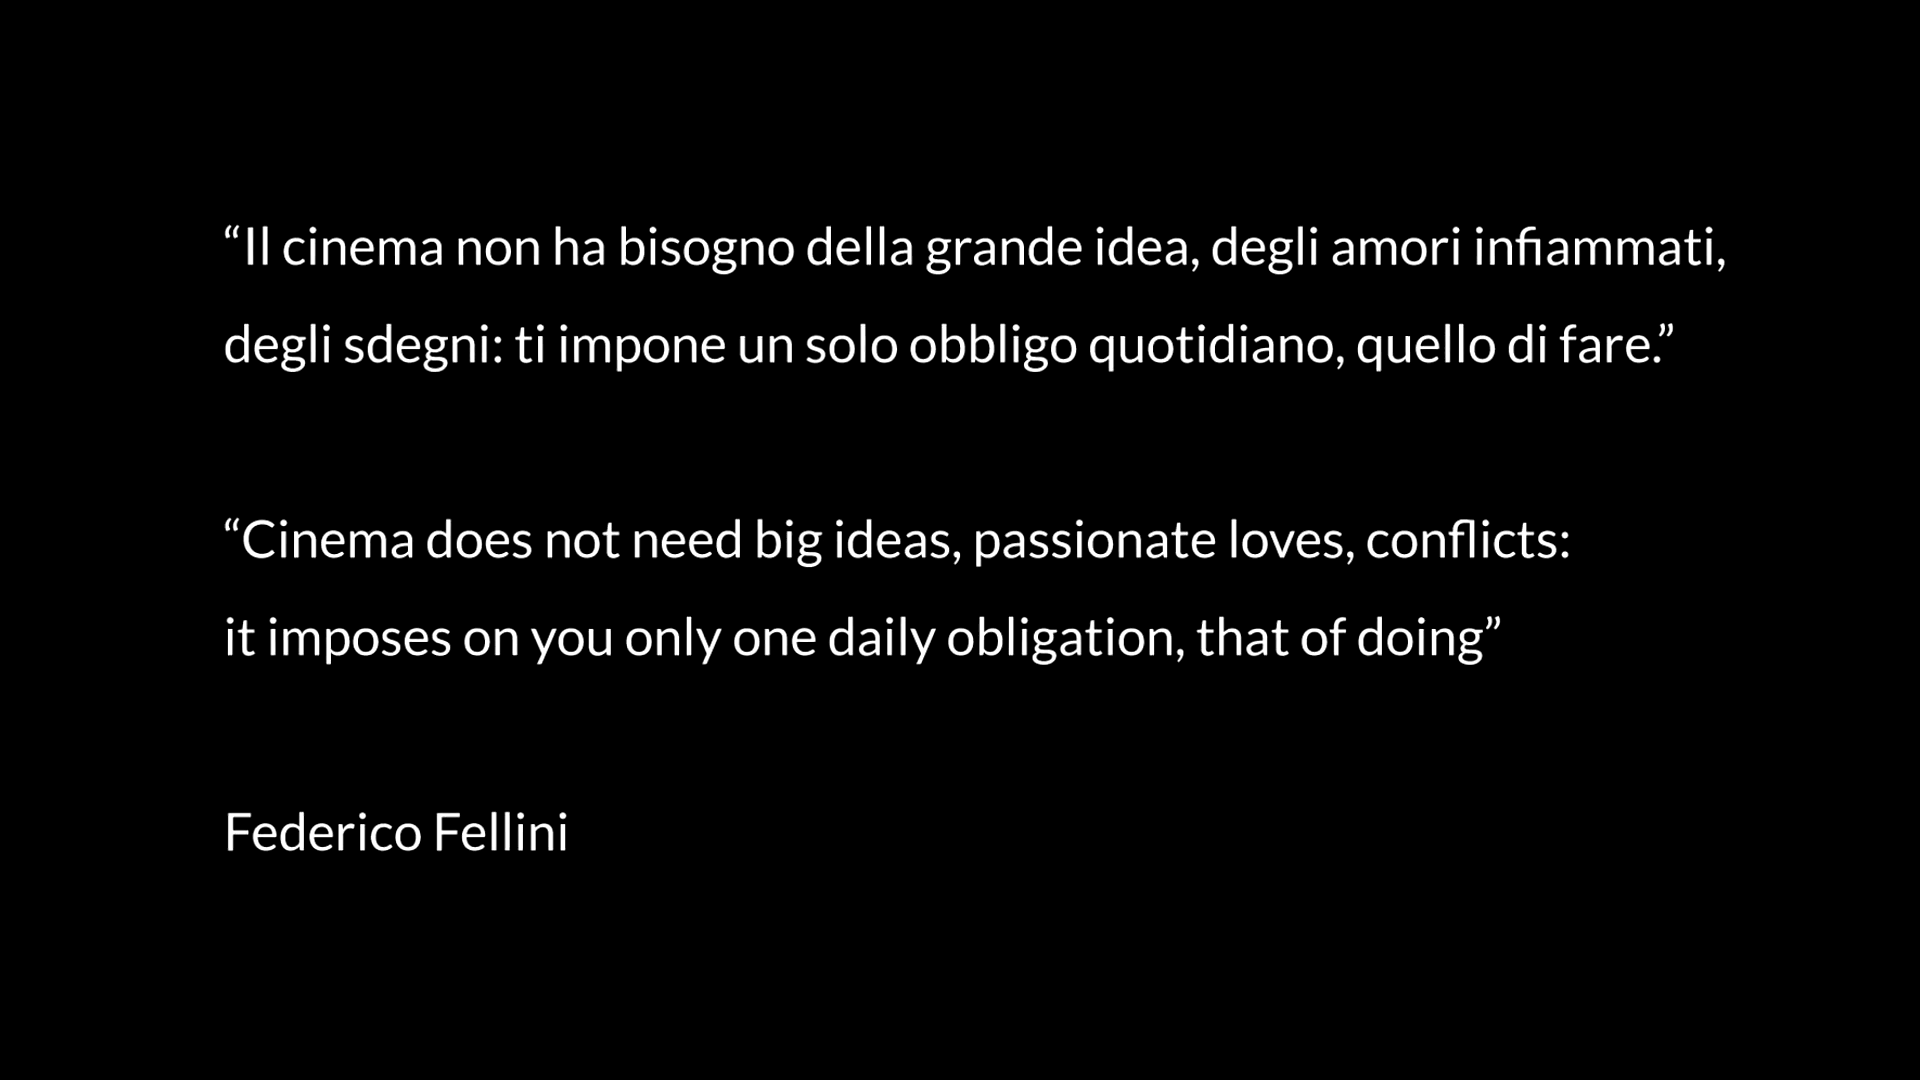 “Il cinema non ha bisogno della grande idea, degli amori infiammati,
degli sdegni: ti impone un solo obbligo quotidiano, quello di fare.”
“Cinema does not need big ideas, passionate loves, conflicts:
it imposes on you only one daily obligation, that of doing”
Federico Fellini